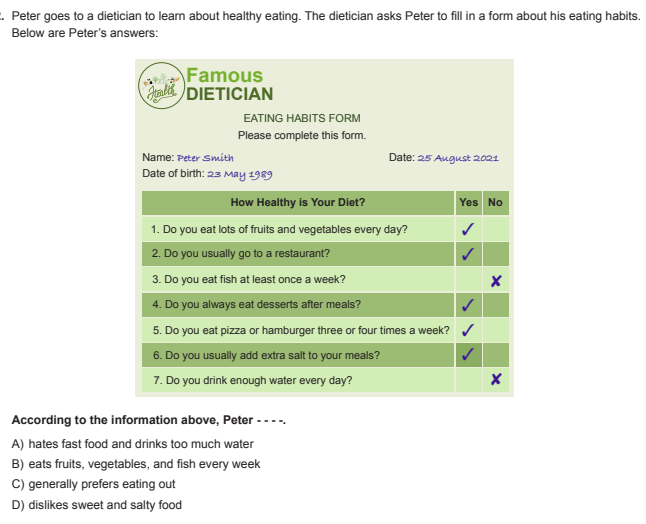 . Peter goes to a dietician to learn about healthy eating. The dietician asks Peter to fill in a form about his eating habits.
Below are Peter's answers:
Famous
DIETICIAN
EATING HABITS FORM
Please complete this form.
Name: Peter Smith Date: 25 August 2021
Date of birth: 23 May 1989
How Healthy is Your Diet? Yes No
1. Do you eat lots of fruits and vegetables every day? ✓
2. Do you usually go to a restaurant? ✓
3. Do you eat fish at least once a week? ✗
4. Do you always eat desserts after meals? ✓
5. Do you eat pizza or hamburger three or four times a week? ✓
6. Do you usually add extra salt to your meals? ✓
7. Do you drink enough water every day? ✗
According to the information above, Peter - - - -.
A) hates fast food and drinks too much water
B) eats fruits, vegetables, and fish every week
C) generally prefers eating out
D) dislikes sweet and salty food